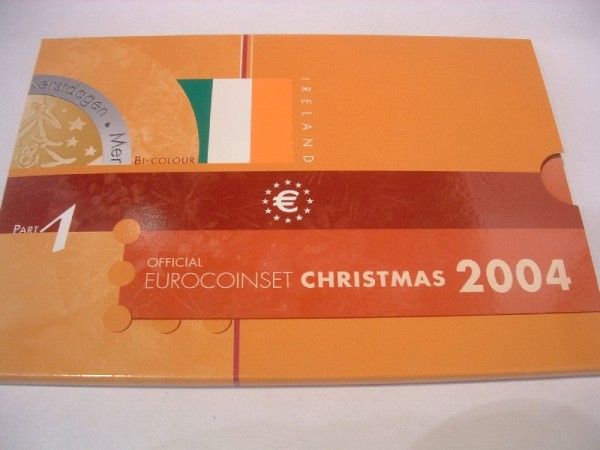 Kerstdagen • Mer
BI-COLOUR
IRELAND
PART 1
€
OFFICIAL
EUROCOINSET CHRISTMAS 2004